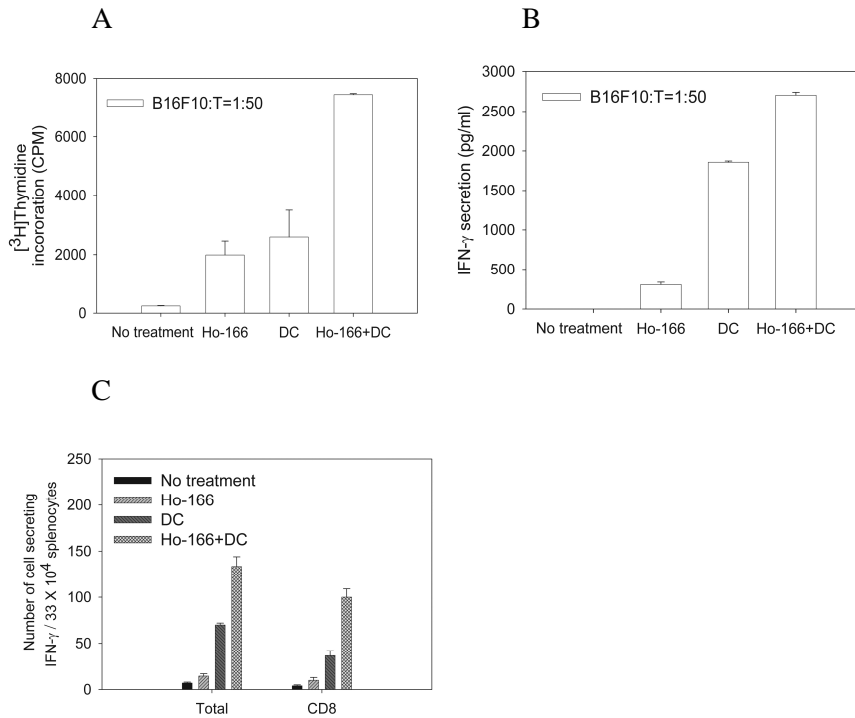 A
8000
6000
4000
2000
0
[³H]Thymidine
incororation (CPM)
B16F10:T=1:50
No treatment Ho-166 DC Ho-166+DC
B
3000
2500
2000
1500
1000
500
0
IFN-γ secretion (pg/ml)
B16F10:T=1:50
No treatment Ho-166 DC Ho-166+DC
C
250
200
150
100
50
0
Number of cell secreting
IFN-γ / 33 X 10⁴ splenocytes
No treatment
Ho-166
DC
Ho-166+DC
Total CD8